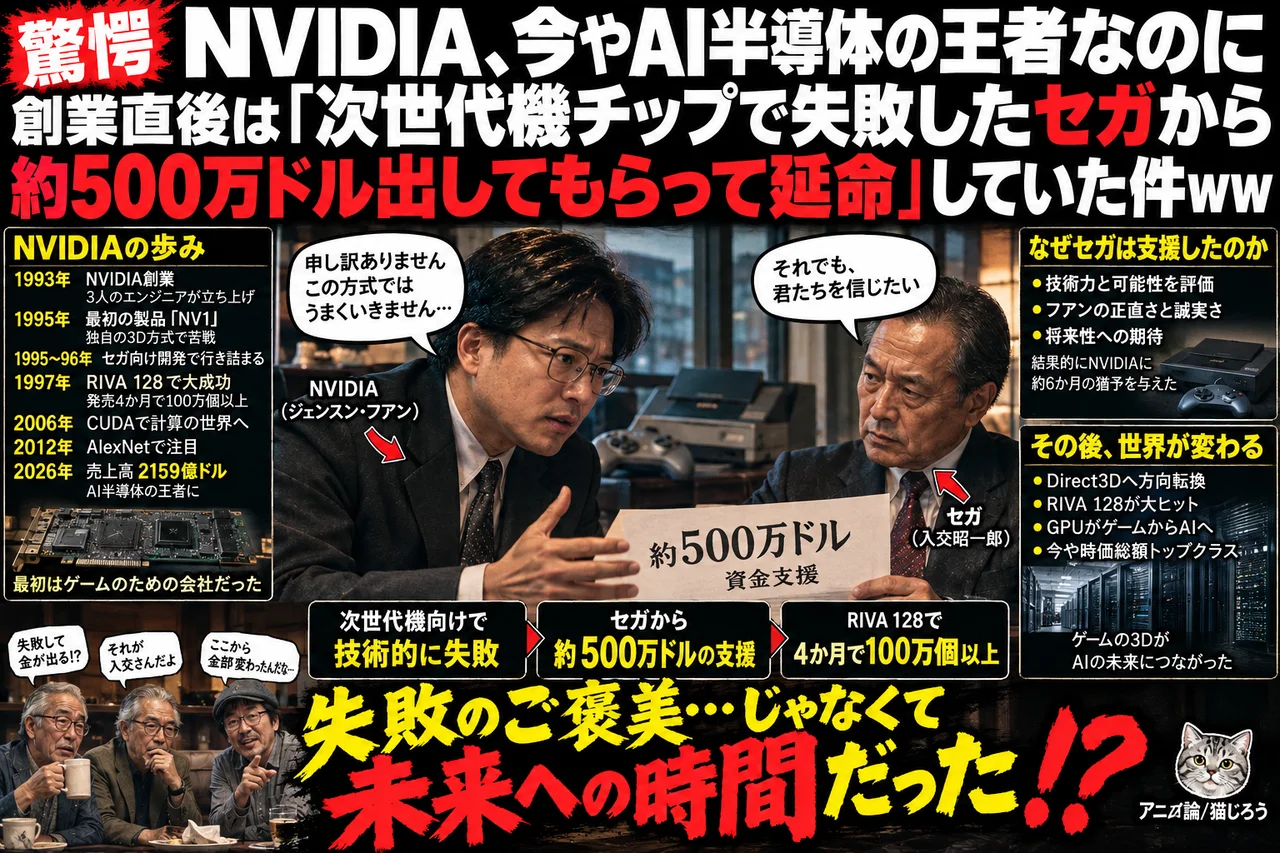 驚愕
NVIDIA、今やAI半導体の王者なのに
創業直後は「次世代機チップで失敗したセガから
約500万ドル出してもらって延命」していた件ww
NVIDIAの歩み
1993年 NVIDIA創業
3人のエンジニアが立ち上げ
1995年 最初の製品「NV1」
独自の3D方式で苦戦
1995~96年 セガ向け開発で行き詰まる
1997年 RIVA 128で大成功
発売4か月で100万個以上
2006年 CUDAで計算の世界へ
2012年 AlexNetで注目
2026年 売上高 2159億ドル
AI半導体の王者に
最初はゲームのための会社だった
申し訳ありません
この方式では
うまくいきません…
NVIDIA
(ジェンスン・フアン)
それでも、
君たちを信じたい
セガ
(入交昭一郎)
約500万ドル
資金支援
なぜセガは支援したのか
●技術力と可能性を評価
●フアンの正直さと誠実さ
●将来性への期待
結果的にNVIDIAに
約6か月の猶予を与えた
その後、世界が変わる
●Direct3Dへ方向転換
●RIVA 128が大ヒット
●GPUがゲームからAIへ
●今や時価総額トップクラス
ゲームの3Dが
AIの未来につながった
次世代機向けで
技術的に失敗
セガから
約500万ドルの支援
RIVA 128で
4か月で100万個以上
失敗して
金が出る!?
それが
入交さんだよ
ここから
全部変わったんだな…
失敗のご褒美…じゃなくて
未来への時間だった!?
アニ論/猫じろう